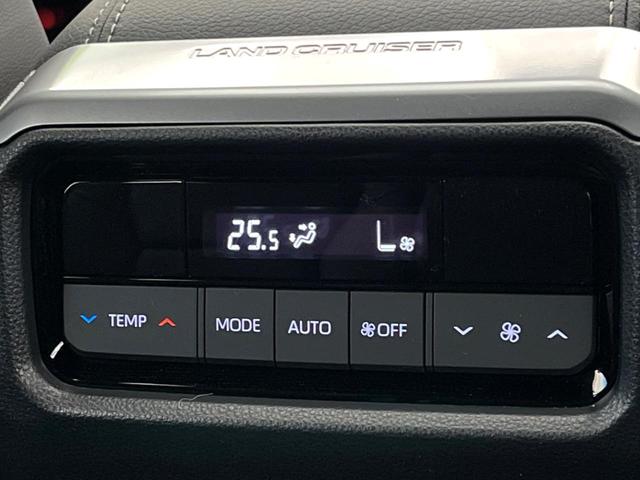 LAND CRUISER
25.5
TEMP MODE AUTO OFF